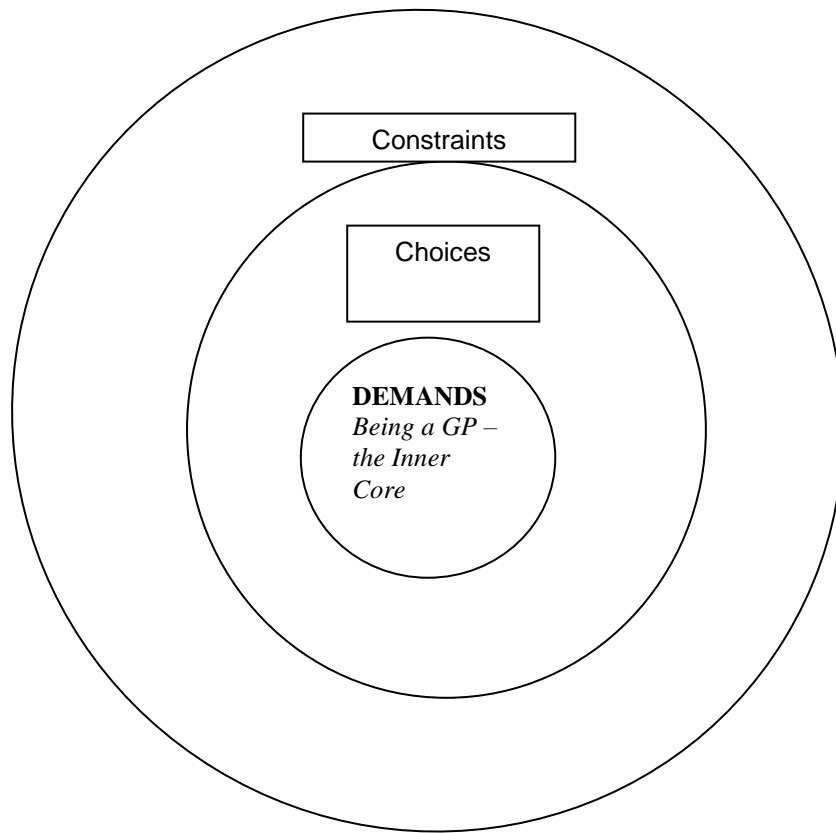 Constraints
Choices
DEMANDS
Being a GP –
the Inner
Core